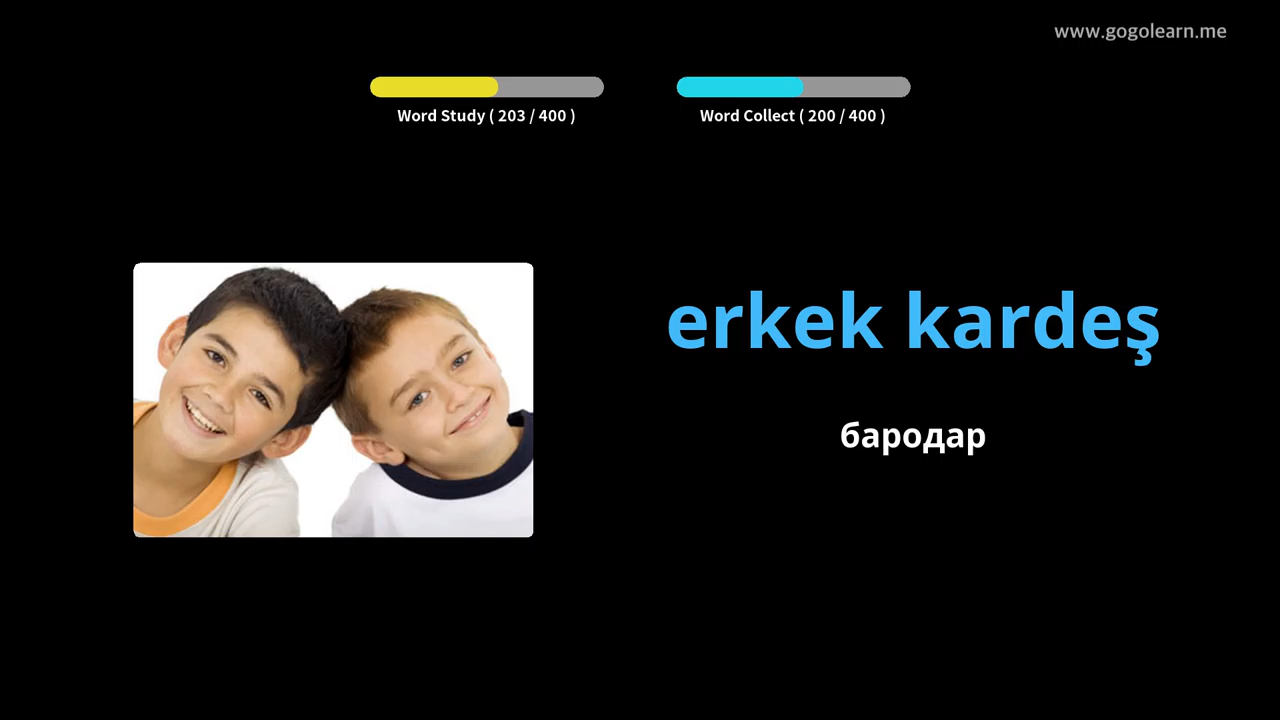 www.gogolearn.me
Word Study ( 203 / 400 )
Word Collect ( 200 / 400 )
erkek kardeş
бародар